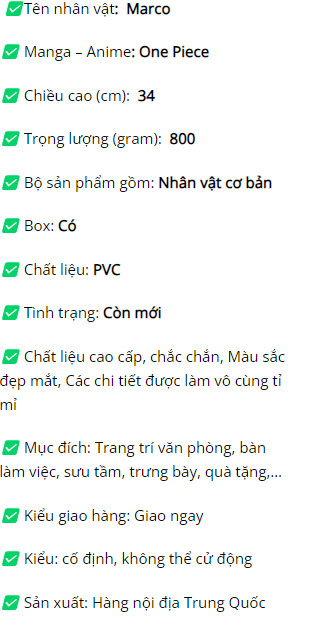 ✅Tên nhân vật: Marco
✅ Manga – Anime: One Piece
✅ Chiều cao (cm): 34
✅ Trọng lượng (gram): 800
✅ Bộ sản phẩm gồm: Nhân vật cơ bản
✅ Box: Có
✅ Chất liệu: PVC
✅ Tình trạng: Còn mới
✅ Chất liệu cao cấp, chắc chắn, Màu sắc
đẹp mắt, Các chi tiết được làm vô cùng tỉ
mỉ
✅ Mục đích: Trang trí văn phòng, bàn
làm việc, sưu tầm, trưng bày, quà tặng,...
✅ Kiểu giao hàng: Giao ngay
✅ Kiểu: cố định, không thể cử động
✅ Sản xuất: Hàng nội địa Trung Quốc